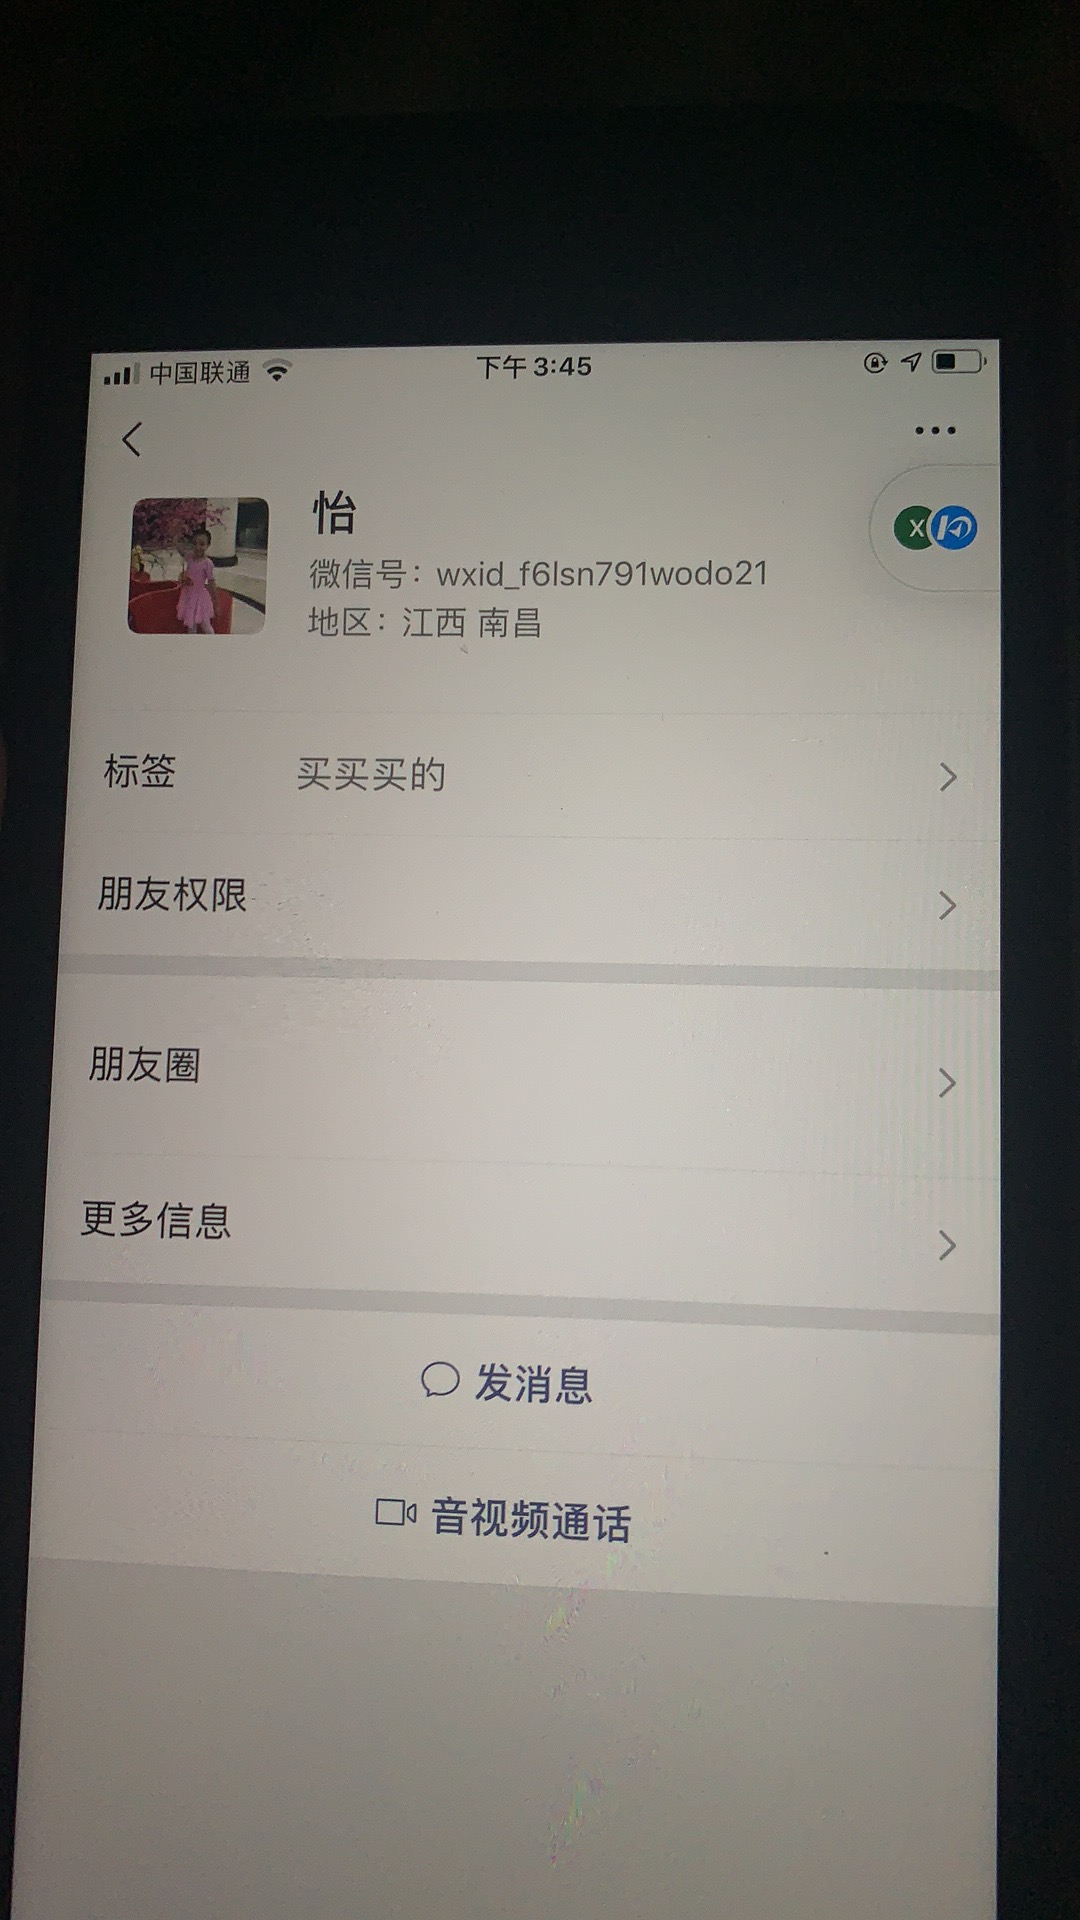 中国联通
下午 3:45
怡
X
微信号：wxid_f6lsn791wodo21
地区：江西 南昌
标签 买买买的
朋友权限
朋友圈
更多信息
发消息
音视频通话